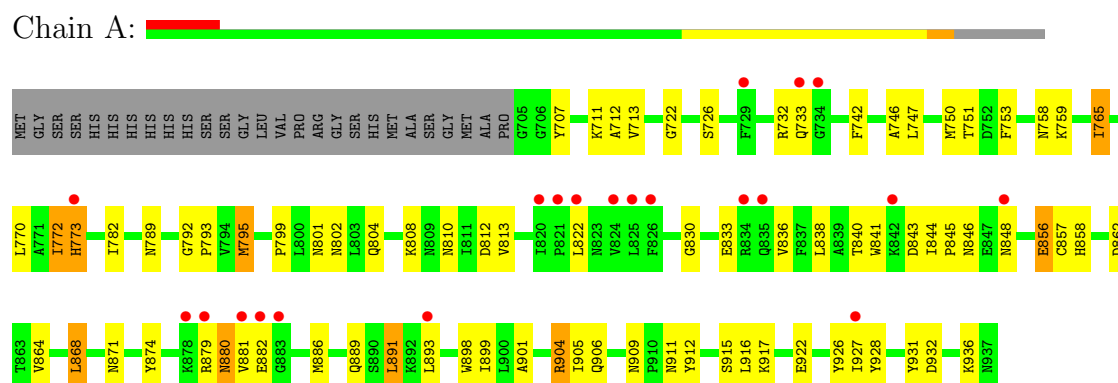 Chain A:
MET GLY SER SER HIS HIS HIS HIS HIS HIS SER SER GLY LEU VAL PRO ARG GLY SER HIS MET ALA SER GLY MET ALA PRO G705 G706 Y707 K711 A712 V713 G722 S726 F729 R732 Q733 G734 F742 A746 L747 M750 T751 D752 F753 N758 K759 I765
L770 A771 I772 H773 I782 N789 G792 P793 V794 M795 P799 L800 N801 N802 L803 Q804 K808 N809 N810 I811 D812 V813 I820 P821 L822 N823 V824 L825 F826 G830 E833 R834 Q835 V836 F837 L838 A839 T840 W841 K842 D843 I844 P845 N846 E847 N848 E856 C857 H858
T863 V864 L868 N871 Y874 K878 R879 N880 V881 E882 G883 M886 Q889 S890 L891 K892 L893 W898 I899 L900 A901 R904 I905 Q906 N909 P910 N911 Y912 S915 L916 K917 E922 Y926 I927 Y928 Y931 D932 K936 N937